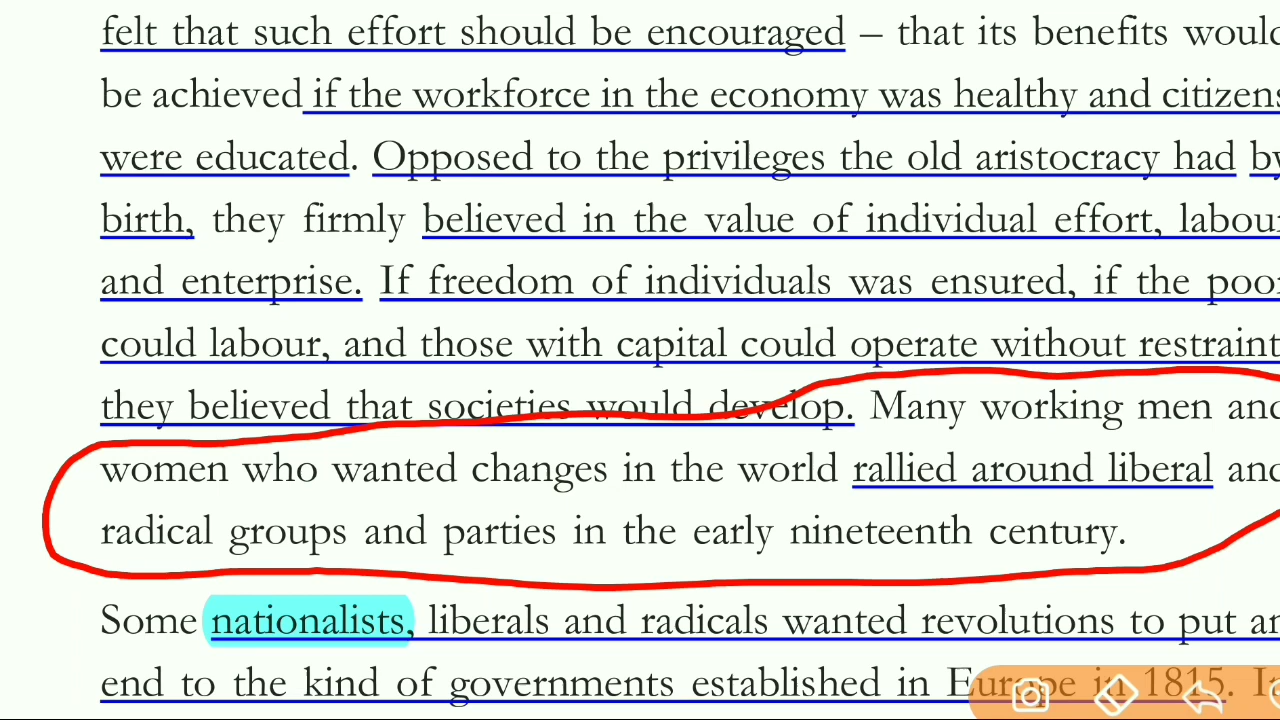 felt that such effort should be encouraged – that its benefits would
be achieved if the workforce in the economy was healthy and citizens
were educated. Opposed to the privileges the old aristocracy had by
birth, they firmly believed in the value of individual effort, labour
and enterprise. If freedom of individuals was ensured, if the poor
could labour, and those with capital could operate without restraint
they believed that societies would develop. Many working men and
women who wanted changes in the world rallied around liberal and
radical groups and parties in the early nineteenth century.
Some nationalists, liberals and radicals wanted revolutions to put an
end to the kind of governments established in Europe in 1815. In